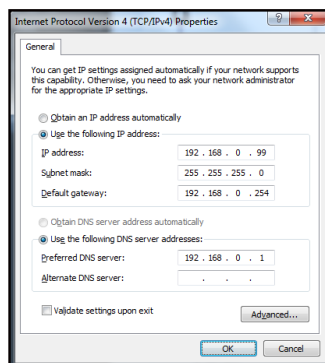 Internet Protocol Version 4 (TCP/IPv4) Properties
General
You can get IP settings assigned automatically if your network supports
this capability. Otherwise, you need to ask your network administrator
for the appropriate IP settings.
Obtain an IP address automatically
Use the following IP address:
IP address: 192 . 168 . 0 . 99
Subnet mask: 255 . 255 . 255 . 0
Default gateway: 192 . 168 . 0 . 254
Obtain DNS server address automatically
Use the following DNS server addresses:
Preferred DNS server: 192 . 168 . 0 . 1
Alternate DNS server: . . .
Validate settings upon exit
Advanced...
OK Cancel